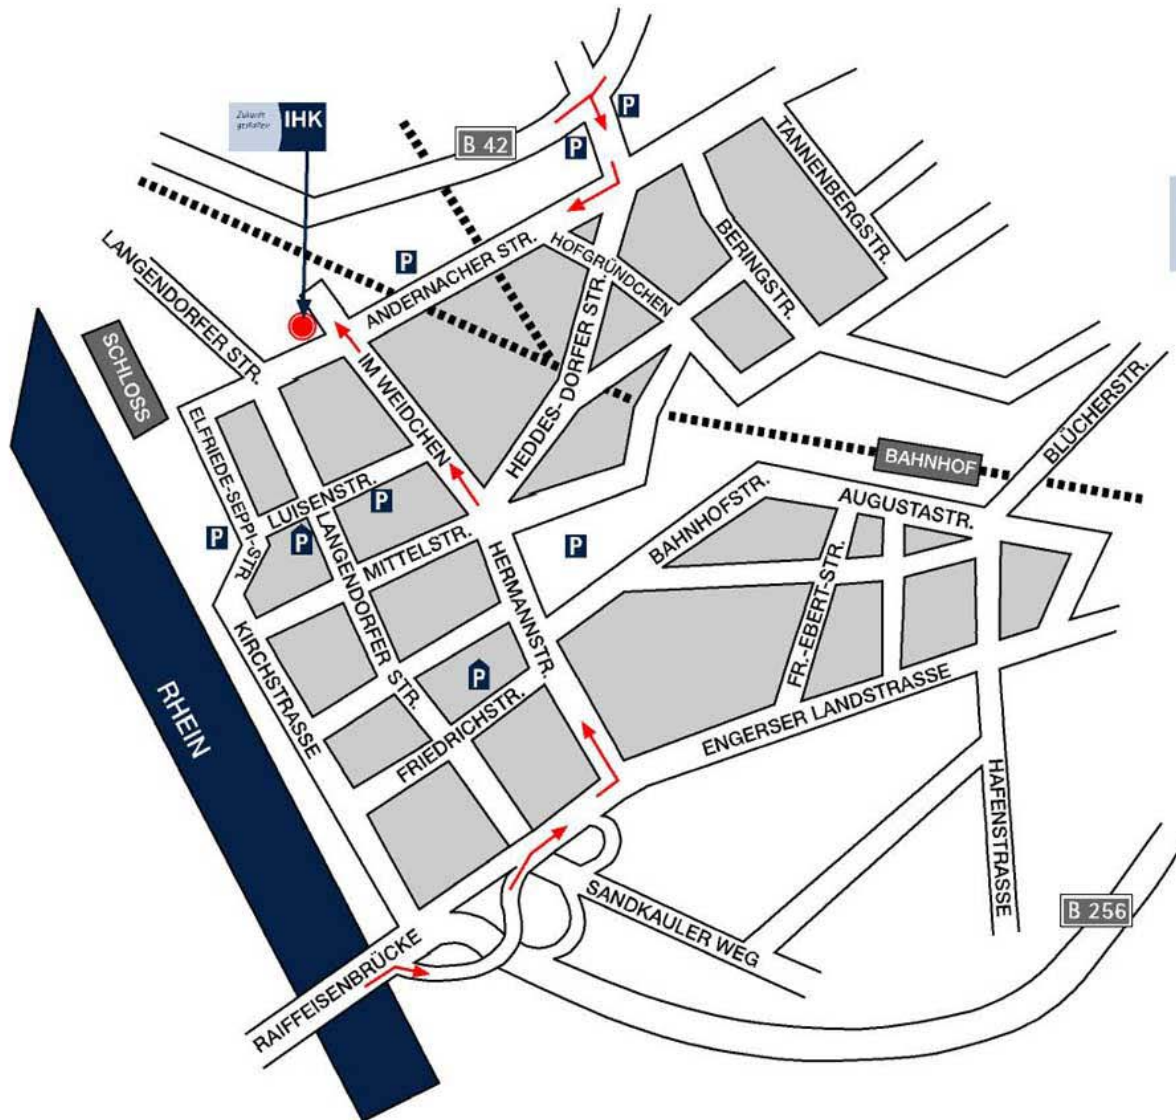 Zukunft
gestalten
IHK
B 42
P
P
TANNENBERGSTR.
BERINGSTR.
HOFGRÜNDCHEN
P
ANDERNACHER STR.
LANGENDORFER STR.
SCHLOSS
IM WEIDCHEN
HEDDES- DORFER STR.
BLÜCHERSTR.
BAHNHOF
ELFRIEDE-SEPPI-STR
LUISENSTR.
P
P
P
LANGENDORFER STR.
MITTELSTR.
P
BAHNHOFSTR.
AUGUSTASTR.
HERMANNSTR.
FR.-EBERT-STR.
KIRCHSTRASSE
P
FRIEDRICHSTR.
ENGERSER LANDSTRASSE
RHEIN
HAFENSTRASSE
SANDKAULER WEG
B 256
RAIFFEISENBRÜCKE